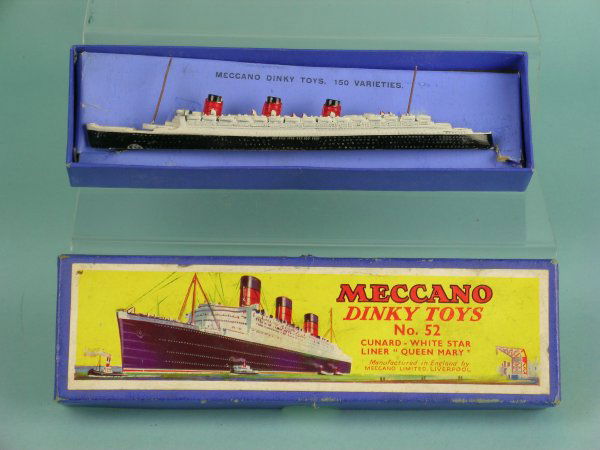 MECCANO DINKY TOYS. 150 VARIETIES.
MECCANO
DINKY TOYS
No. 52
CUNARD - WHITE STAR
LINER "QUEEN MARY"
Manufactured in England by
MECCANO LIMITED, LIVERPOOL.